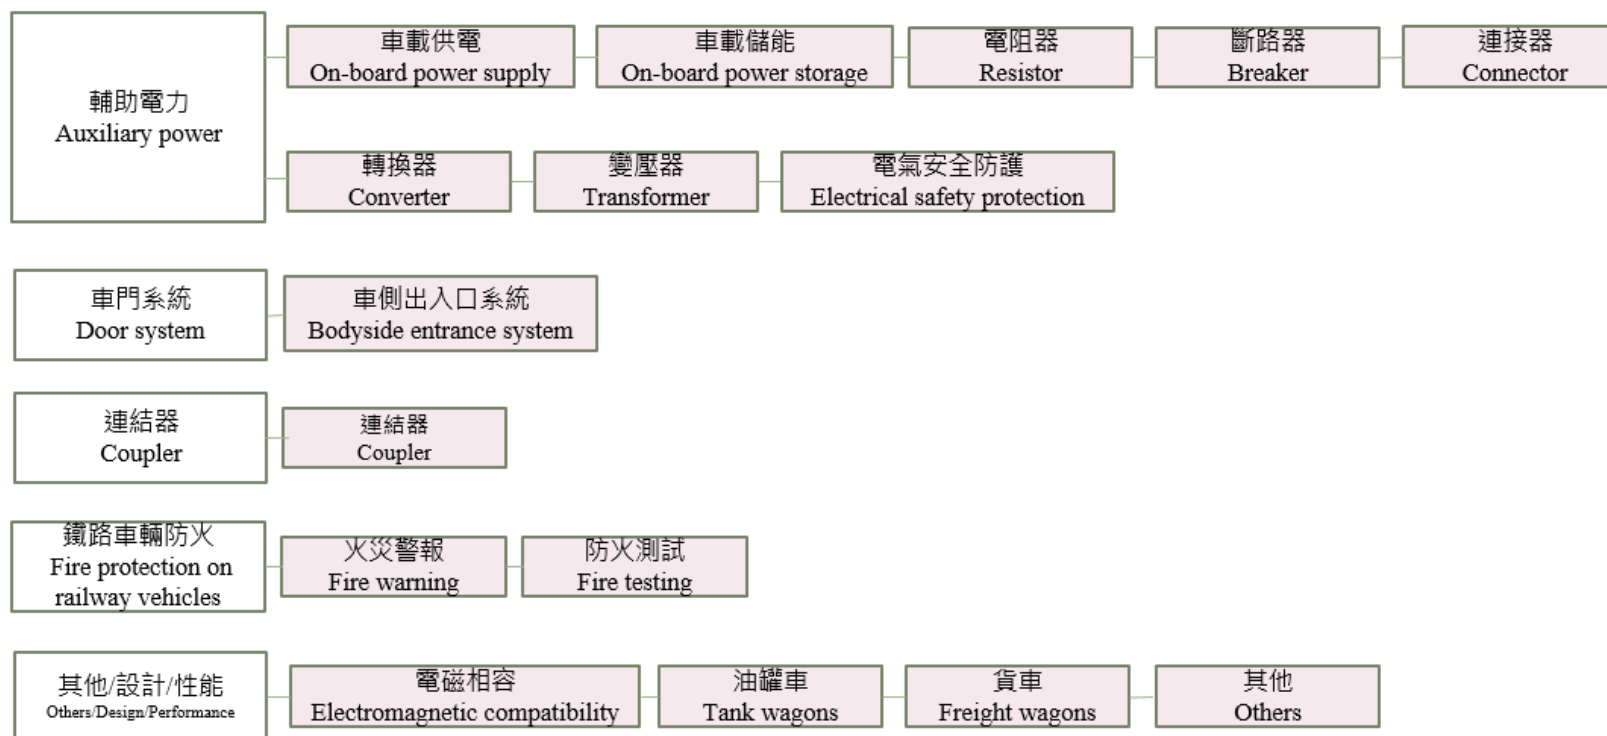 輔助電力
Auxiliary power
車載供電
On-board power supply
車載儲能
On-board power storage
電阻器
Resistor
斷路器
Breaker
連接器
Connector
轉換器
Converter
變壓器
Transformer
電氣安全防護
Electrical safety protection
車門系統
Door system
車側出入口系統
Bodyside entrance system
連結器
Coupler
連結器
Coupler
鐵路車輛防火
Fire protection on
railway vehicles
火災警報
Fire warning
防火測試
Fire testing
其他/設計/性能
Others/Design/Performance
電磁相容
Electromagnetic compatibility
油罐車
Tank wagons
貨車
Freight wagons
其他
Others